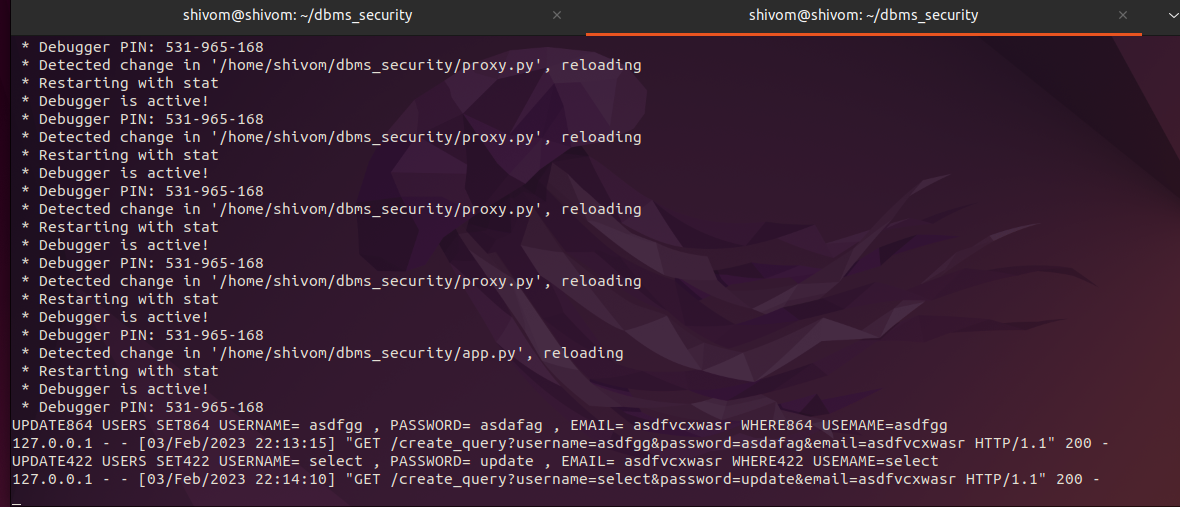 shivom@shivom: ~/dbms_security × shivom@shivom: ~/dbms_security ×
* Debugger PIN: 531-965-168
* Detected change in '/home/shivom/dbms_security/proxy.py', reloading
* Restarting with stat
* Debugger is active!
* Debugger PIN: 531-965-168
* Detected change in '/home/shivom/dbms_security/proxy.py', reloading
* Restarting with stat
* Debugger is active!
* Debugger PIN: 531-965-168
* Detected change in '/home/shivom/dbms_security/proxy.py', reloading
* Restarting with stat
* Debugger is active!
* Debugger PIN: 531-965-168
* Detected change in '/home/shivom/dbms_security/proxy.py', reloading
* Restarting with stat
* Debugger is active!
* Debugger PIN: 531-965-168
* Detected change in '/home/shivom/dbms_security/app.py', reloading
* Restarting with stat
* Debugger is active!
* Debugger PIN: 531-965-168
UPDATE864 USERS SET864 USERNAME= asdfgg , PASSWORD= asdafag , EMAIL= asdfvcxwasr WHERE864 USEMAME=asdfgg
127.0.0.1 - - [03/Feb/2023 22:13:15] "GET /create_query?username=asdfgg&password=asdafag&email=asdfvcxwasr HTTP/1.1" 200 -
UPDATE422 USERS SET422 USERNAME= select , PASSWORD= update , EMAIL= asdfvcxwasr WHERE422 USEMAME=select
127.0.0.1 - - [03/Feb/2023 22:14:10] "GET /create_query?username=select&password=update&email=asdfvcxwasr HTTP/1.1" 200 -